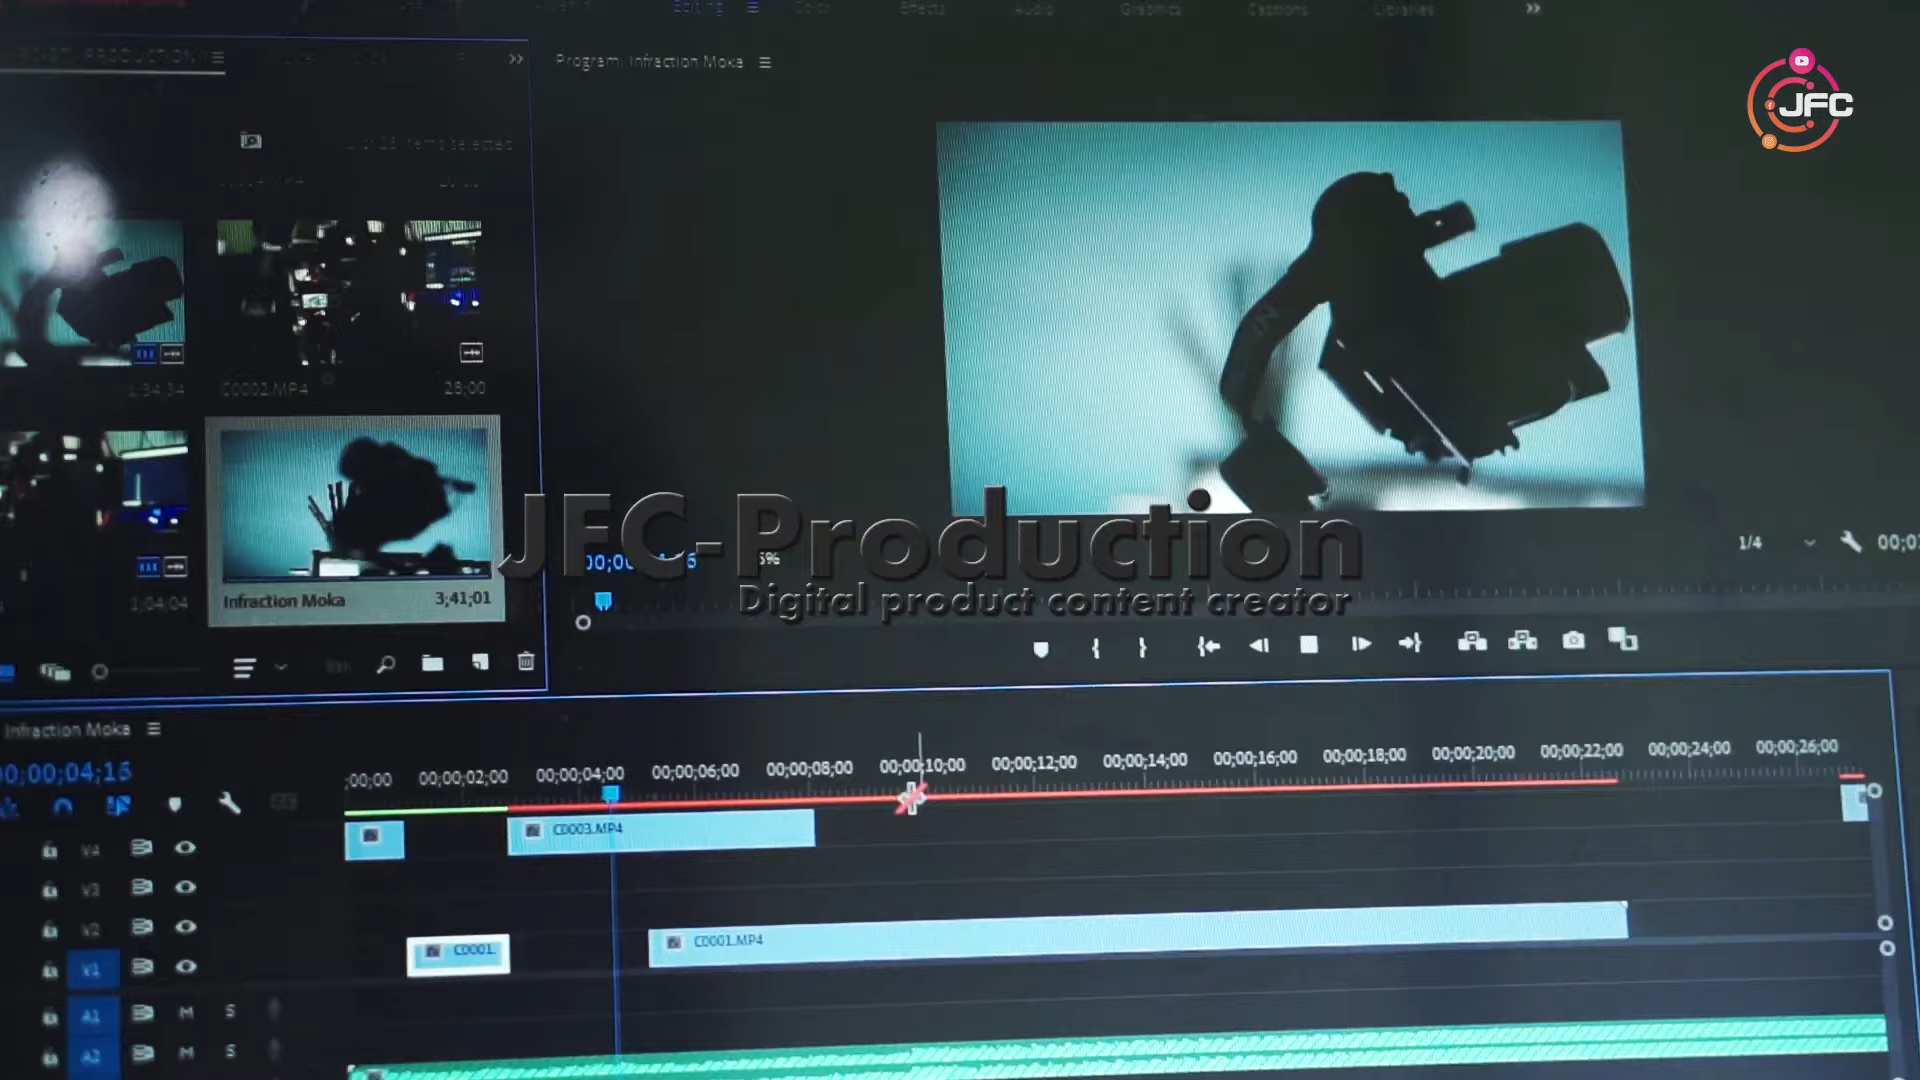 Editing
Color
Effects
Audio
Graphics
Captions
Libraries
Program: Infraction Moka
JFC
items selected
1;34;34
C0002.MP4
28;00
Infraction Moka
3;41;01
1;04;04
JFC-Production
Digital product content creator
1/4
Infraction Moka
00;00;04;16
;00;00
00;00;02;00
00;00;04;00
00;00;06;00
00;00;08;00
00;00;10;00
00;00;12;00
00;00;14;00
00;00;16;00
00;00;18;00
00;00;20;00
00;00;22;00
00;00;24;00
00;00;26;00
V4
C0003.MP4
V3
V2
C0001.MP4
V1
C0001.
A1
M
S
A2
M
S